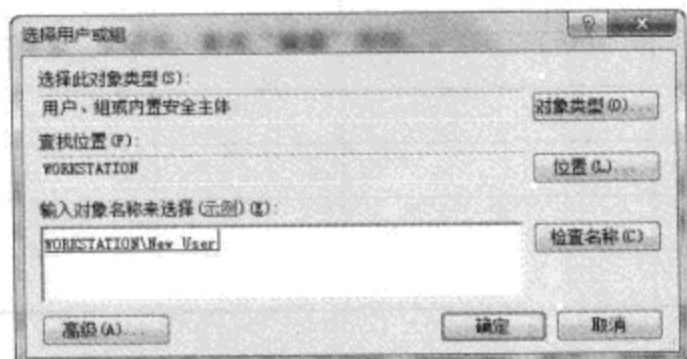 选择用户或组
选择此对象类型(S):
用户、组或内置安全主体
对象类型(O)...
查找位置(F):
WORKSTATION
位置(L)...
输入对象名称来选择(示例)(E):
WORKSTATION\New User
检查名称(C)
高级(A)...
确定
取消